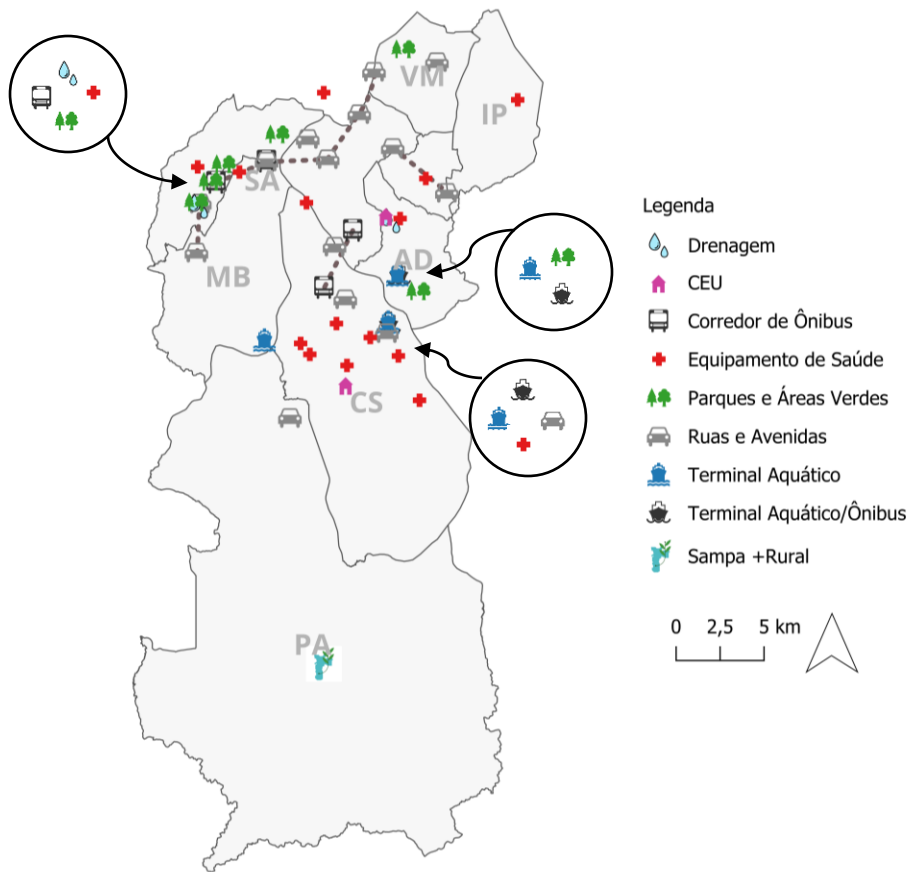 VM
IP
SA
AD
MB
CS
PA
Legenda
Drenagem
CEU
Corredor de Ônibus
Equipamento de Saúde
Parques e Áreas Verdes
Ruas e Avenidas
Terminal Aquático
Terminal Aquático/Ônibus
Sampa +Rural
0 2,5 5 km